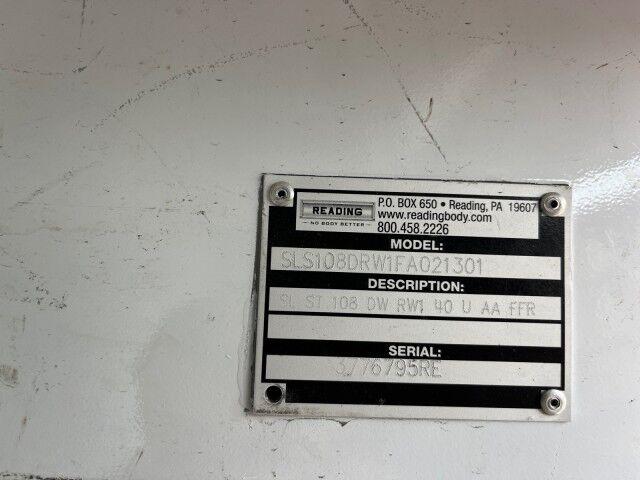 READING
NO BODY BETTER
P.O. BOX 650 • Reading, PA 19607
www.readingbody.com
800.458.2226
MODEL:
SLS108DRW1FA021301
DESCRIPTION:
SL ST 108 DW RW1 40 U AA FFR
SERIAL: